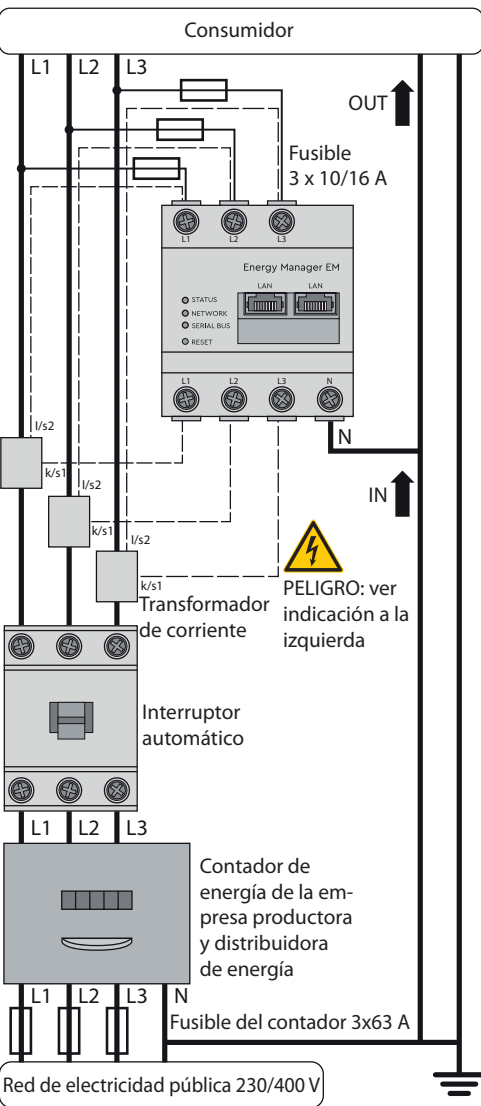 Consumidor
L1 L2 L3
OUT
Fusible
3 x 10/16 A
L1 L2 L3
Energy Manager EM
LAN LAN
STATUS
NETWORK
SERIAL BUS
RESET
L1 L2 L3 N
N
l/s2
k/s1
l/s2
k/s1
l/s2
k/s1
IN
PELIGRO: ver
indicación a la
izquierda
Transformador
de corriente
Interruptor
automático
L1 L2 L3
Contador de
energía de la em-
presa productora
y distribuidora
de energía
L1 L2 L3 N
Fusible del contador 3x63 A
Red de electricidad pública 230/400 V